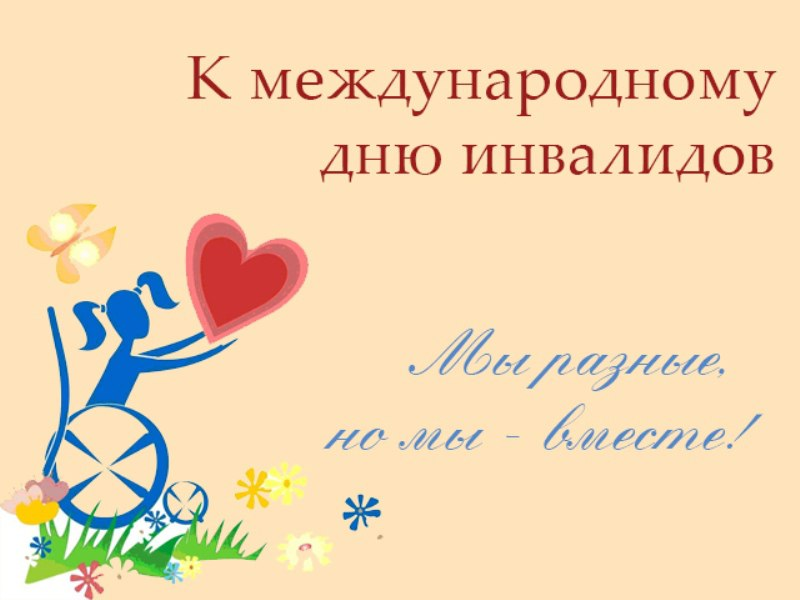 К международному
дню инвалидов
Мы разные,
но мы - вместе!